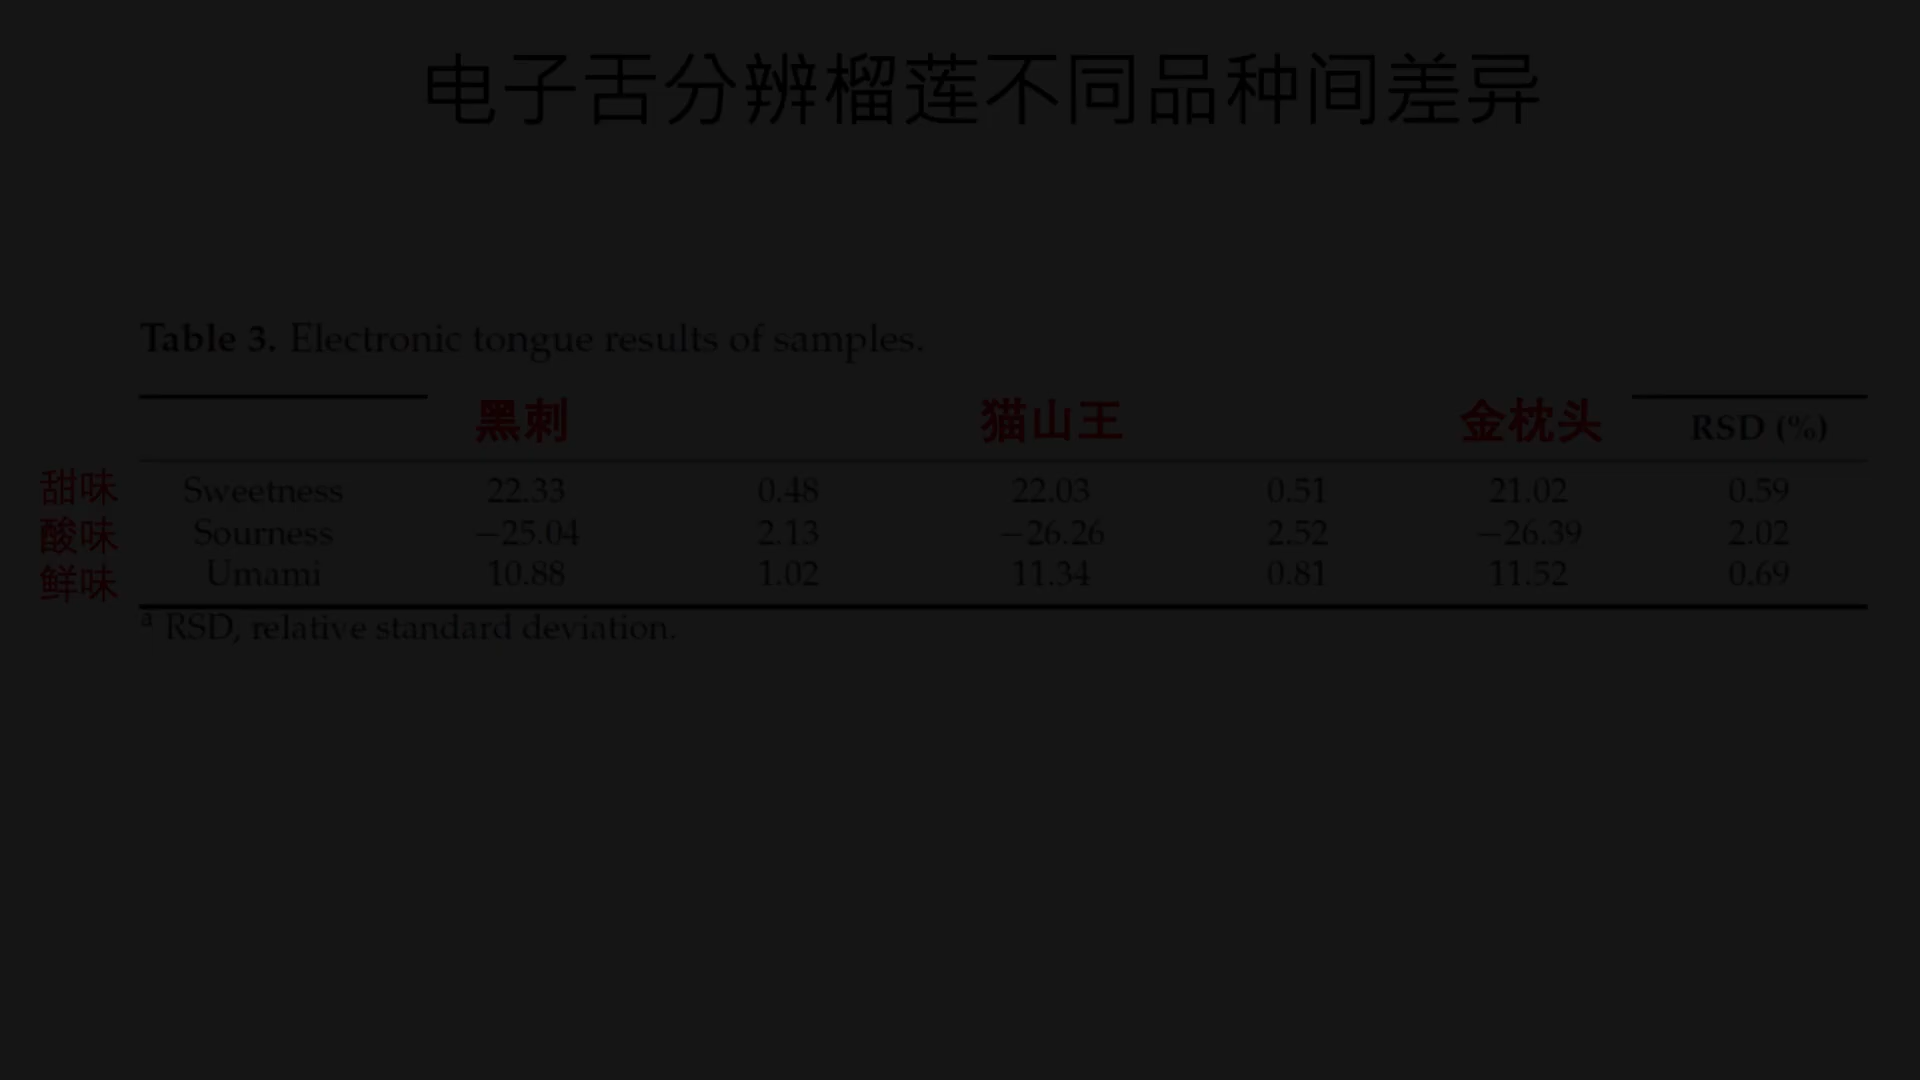 电子舌分辨榴莲不同品种间差异
Table 3. Electronic tongue results of samples.
黑刺 猫山王 金枕头 RSD (%)
甜味 Sweetness 22.33 0.48 22.03 0.51 21.02 0.59
酸味 Sourness −25.04 2.13 −26.26 2.52 −26.39 2.02
鲜味 Umami 10.88 1.02 11.34 0.81 11.52 0.69
a RSD, relative standard deviation.